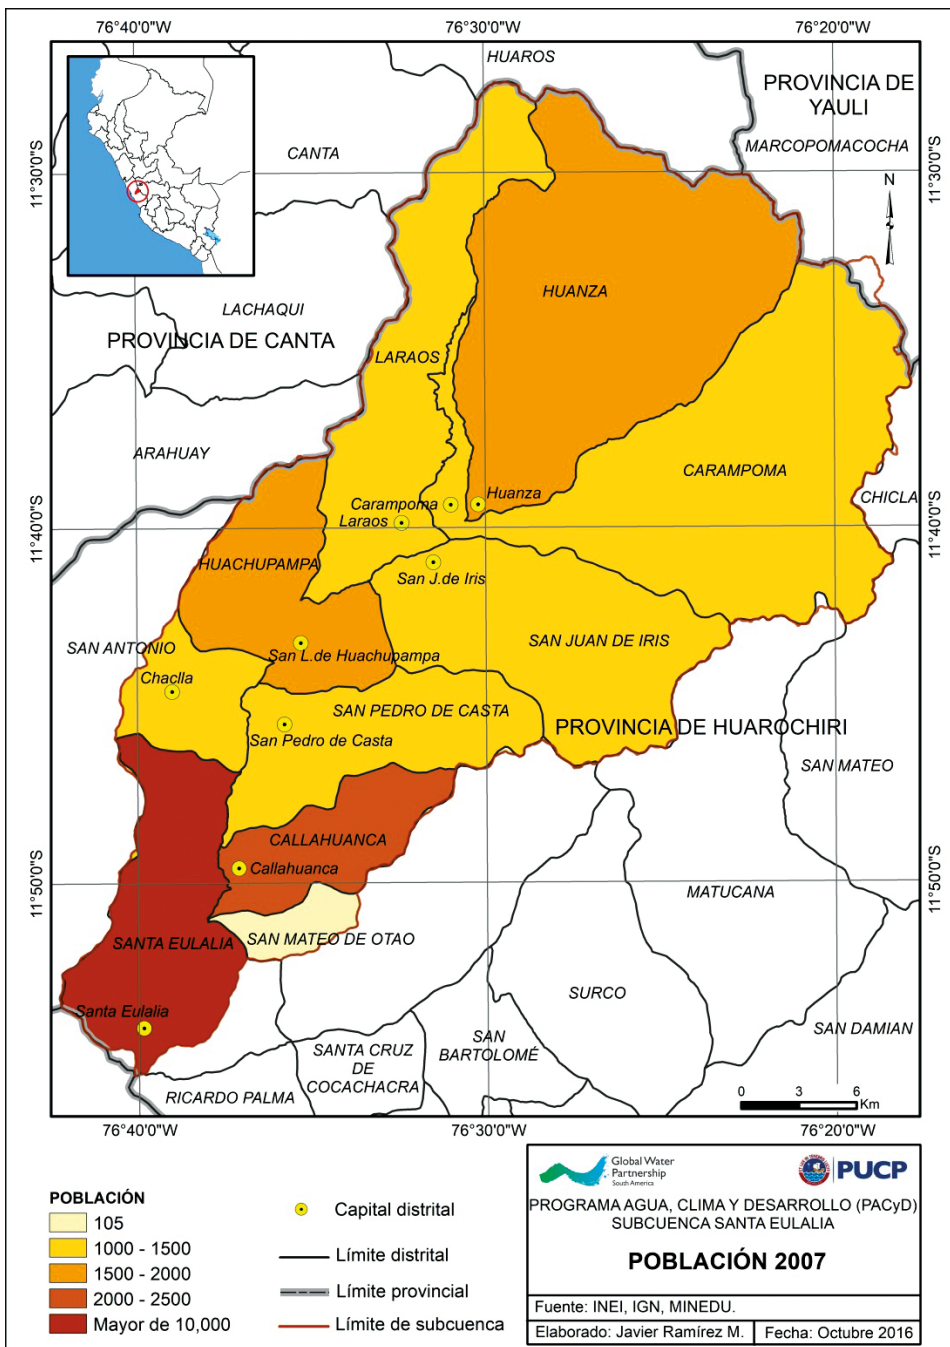 76°40'0"W
76°30'0"W
76°20'0"W
HUAROS
PROVINCIA DE
YAULI
MARCOPOMACOCHA
CANTA
11°30'0"S
11°30'0"S
N
HUANZA
LACHAQUI
PROVINCIA DE CANTA
LARAOS
ARAHUAY
CARAMPOMA
CHICLA
Huanza
Carampoma
Laraos
11°40'0"S
11°40'0"S
HUACHUPAMPA
San J.de Iris
SAN ANTONIO
SAN JUAN DE IRIS
San L.de Huachupampa
Chaclla
SAN PEDRO DE CASTA
PROVINCIA DE HUAROCHIRI
San Pedro de Casta
SAN MATEO
CALLAHUANCA
Callahuanca
11°50'0"S
11°50'0"S
MATUCANA
SANTA EULALIA
SAN MATEO DE OTAO
SURCO
Santa Eulalia
SAN DAMIAN
SAN
BARTOLOMÉ
SANTA CRUZ
DE
COCACHACRA
RICARDO PALMA
0 3 6
Km
76°40'0"W
76°30'0"W
76°20'0"W
POBLACIÓN
105
1000 - 1500
1500 - 2000
2000 - 2500
Mayor de 10,000
Capital distrital
Límite distrital
Límite provincial
Límite de subcuenca
Global Water
Partnership
South America
PUCP
PROGRAMA AGUA, CLIMA Y DESARROLLO (PACyD)
SUBCUENCA SANTA EULALIA
POBLACIÓN 2007
Fuente: INEI, IGN, MINEDU.
Elaborado: Javier Ramírez M.
Fecha: Octubre 2016